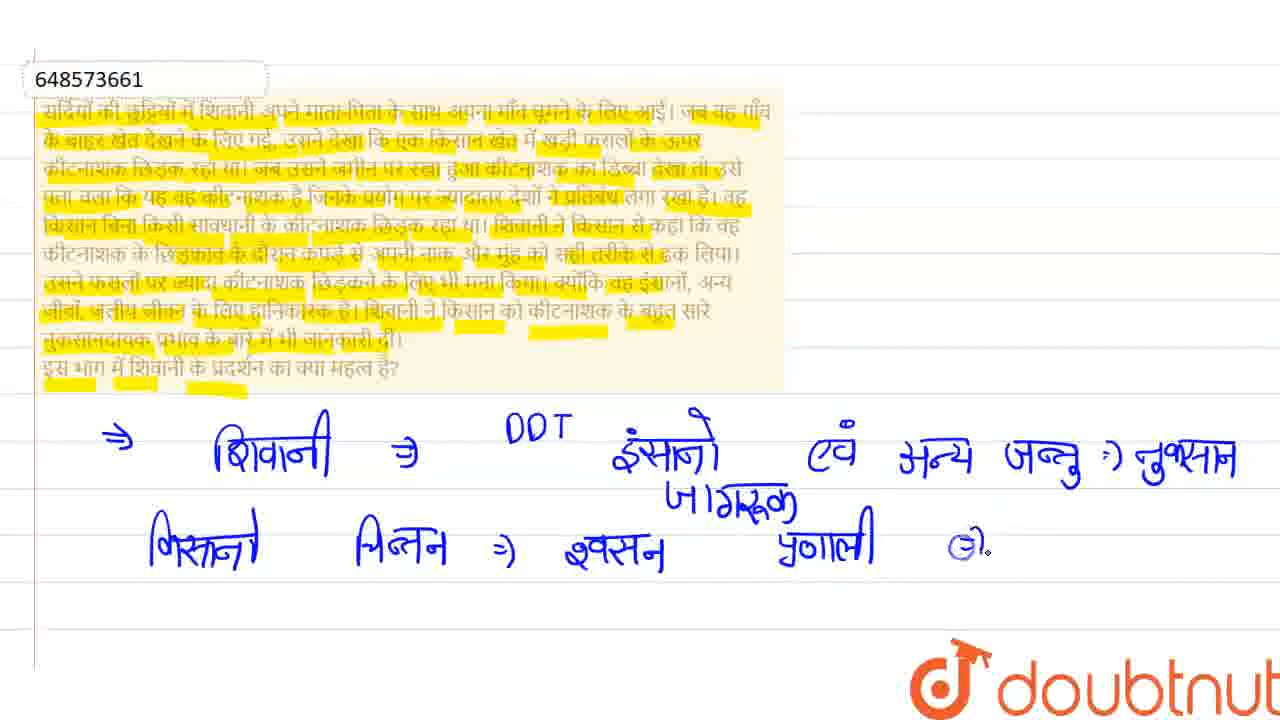 648573661
सर्दियों की छुट्टियों में शिवानी अपने माता-पिता के साथ अपना गाँव घूमने के लिए आई। जब वह गाँव
के बाहर खेत देखने के लिए गई, उसने देखा कि एक किसान खेत में खड़ी फसलों के ऊपर
कीटनाशक छिड़क रहा था। जब उसने जमीन पर रखा हुआ कीटनाशक का डिब्बा देखा तो उसे
पता चला कि यह वह कीटनाशक है जिनके प्रयोग पर ज्यादातर देशों ने प्रतिबंध लगा रखा है। वह
किसान बिना किसी सावधानी के कीटनाशक छिड़क रहा था। शिवानी ने किसान से कहा कि वह
कीटनाशक के छिड़काव के दौरान कपड़े से अपनी नाक और मुंह को सही तरीके से ढक लिया।
उसने फसलों पर ज्यादा कीटनाशक छिड़कने के लिए भी मना किया। क्योंकि वह इंसानों, अन्य
जीवों, जलीय जीवन के लिए हानिकारक है। शिवानी ने किसान को कीटनाशक के बहुत सारे
नुकसानदायक प्रभाव के बारे में भी जानकारी दी।
इस भाग में शिवानी के प्रदर्शन का क्या महत्व है?
⇒ शिवानी ⇒ DDT इंसानो एवं अन्य जन्तु ⇒ नुकसान
जागरूक
किसानो चिन्तन ⇒ श्वसन प्रणाली ⇒
doubtnut